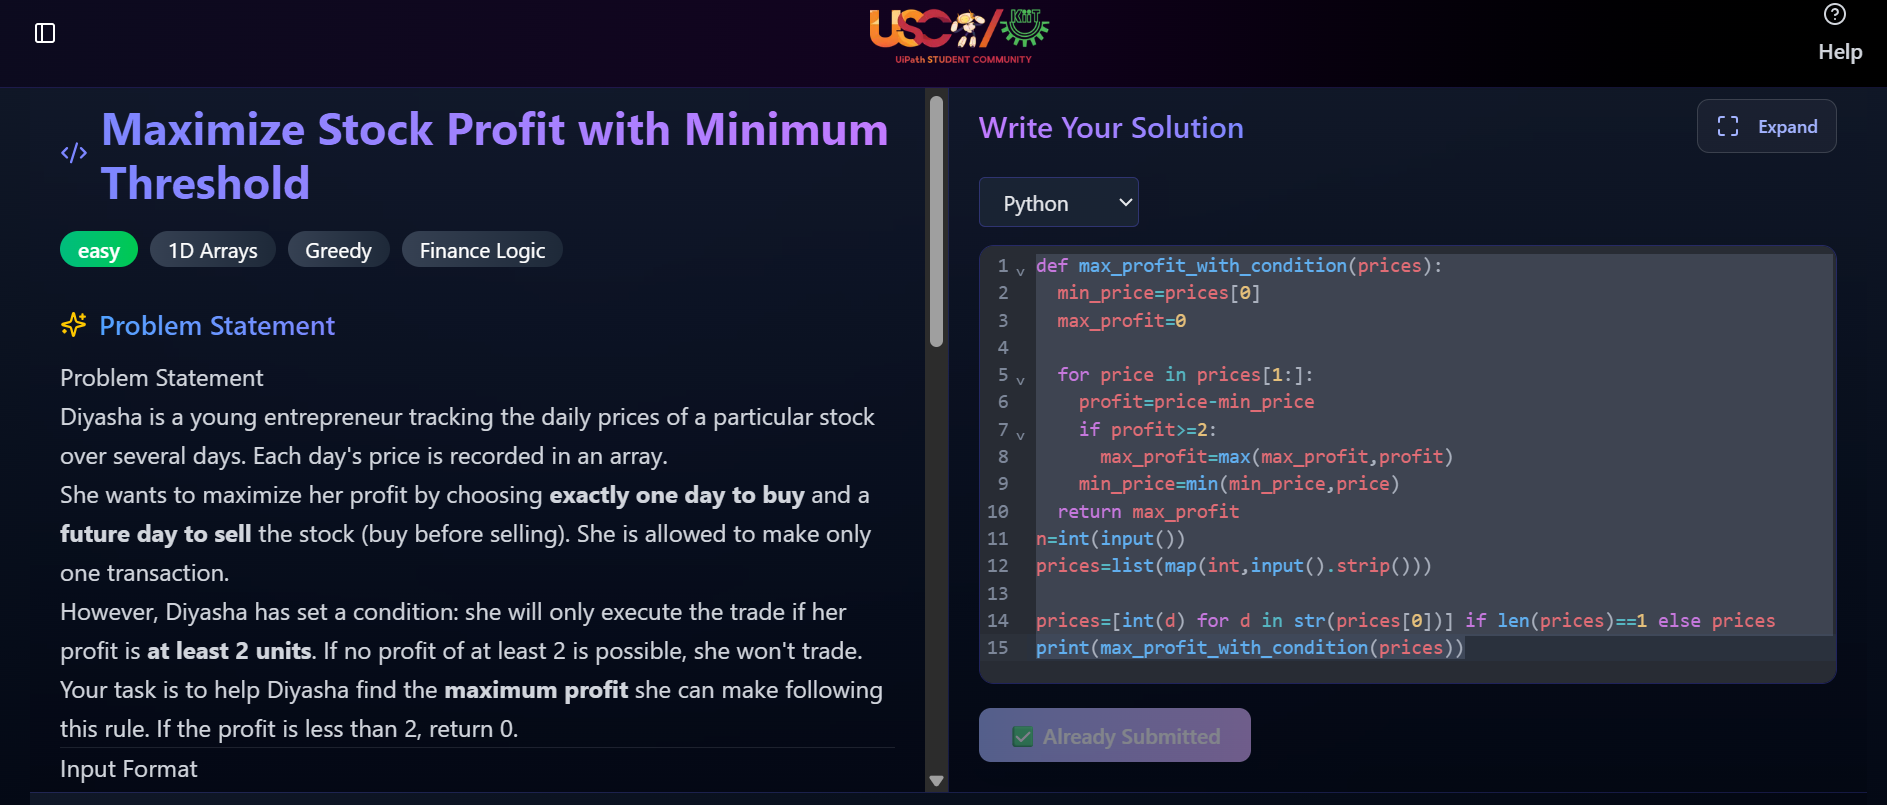 USC/KiiT
UiPath STUDENT COMMUNITY
Help
</> Maximize Stock Profit with Minimum
Threshold
easy
1D Arrays
Greedy
Finance Logic
Problem Statement
Problem Statement
Diyasha is a young entrepreneur tracking the daily prices of a particular stock
over several days. Each day's price is recorded in an array.
She wants to maximize her profit by choosing exactly one day to buy and a
future day to sell the stock (buy before selling). She is allowed to make only
one transaction.
However, Diyasha has set a condition: she will only execute the trade if her
profit is at least 2 units. If no profit of at least 2 is possible, she won't trade.
Your task is to help Diyasha find the maximum profit she can make following
this rule. If the profit is less than 2, return 0.
Input Format
Write Your Solution
Expand
Python
1 def max_profit_with_condition(prices):
2   min_price=prices[0]
3   max_profit=0
4
5   for price in prices[1:]:
6     profit=price-min_price
7     if profit>=2:
8       max_profit=max(max_profit,profit)
9     min_price=min(min_price,price)
10   return max_profit
11 n=int(input())
12 prices=list(map(int,input().strip()))
13
14 prices=[int(d) for d in str(prices[0])] if len(prices)==1 else prices
15 print(max_profit_with_condition(prices))
Already Submitted